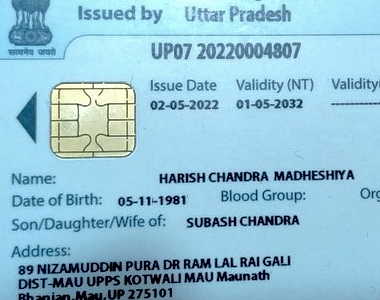 Issued by Uttar Pradesh
सत्यमेव जयते
UP07 20220004807
Issue Date Validity (NT) Validity
02-05-2022 01-05-2032
Name: HARISH CHANDRA MADHESHIYA
Date of Birth: 05-11-1981 Blood Group: Org
Son/Daughter/Wife of: SUBASH CHANDRA
Address:
89 NIZAMUDDIN PURA DR RAM LAL RAI GALI
DIST-MAU UPPS KOTWALI MAU Maunath
Bhanjan,Mau,UP 275101